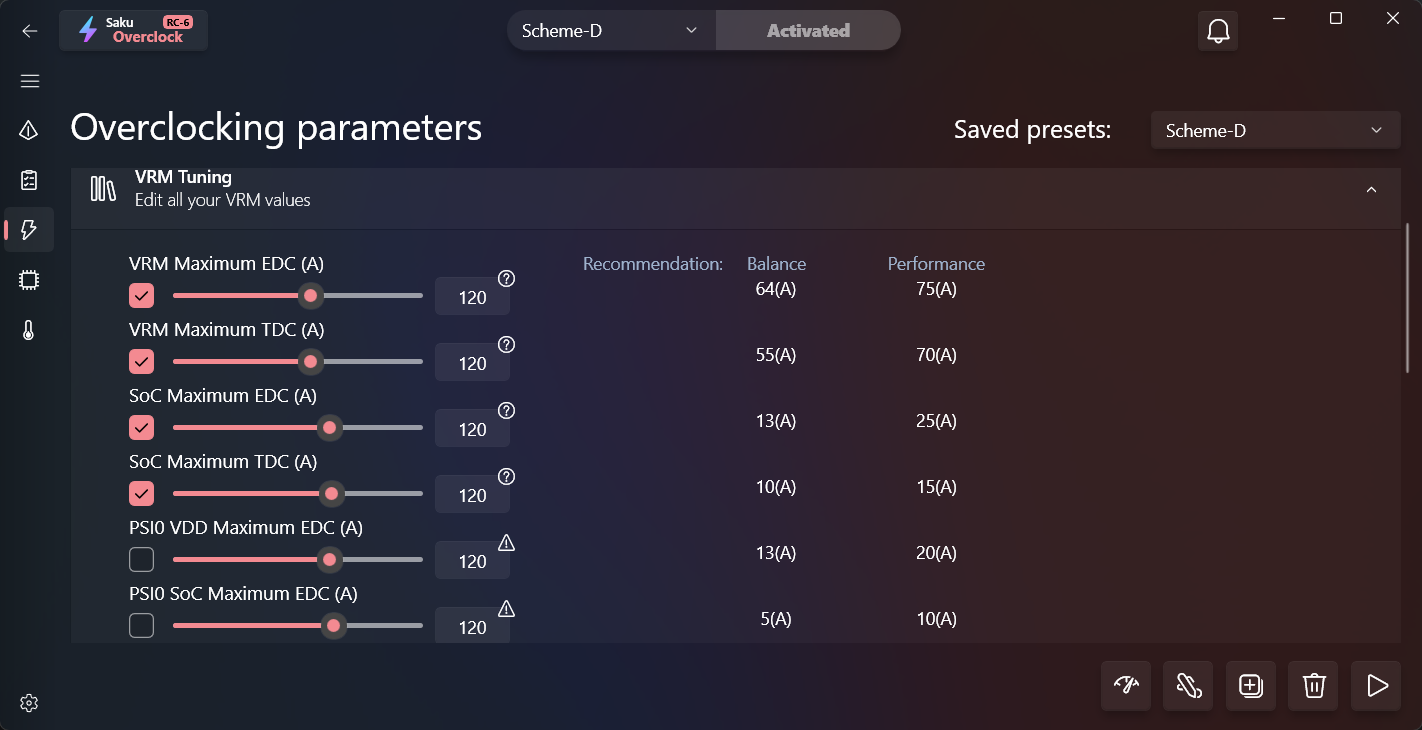 Saku RC-6
Overclock
Scheme-D
Activated
Overclocking parameters
Saved presets:
Scheme-D
VRM Tuning
Edit all your VRM values
Recommendation: Balance Performance
VRM Maximum EDC (A)
120 64(A) 75(A)
VRM Maximum TDC (A)
120 55(A) 70(A)
SoC Maximum EDC (A)
120 13(A) 25(A)
SoC Maximum TDC (A)
120 10(A) 15(A)
PSI0 VDD Maximum EDC (A)
120 13(A) 20(A)
PSI0 SoC Maximum EDC (A)
120 5(A) 10(A)